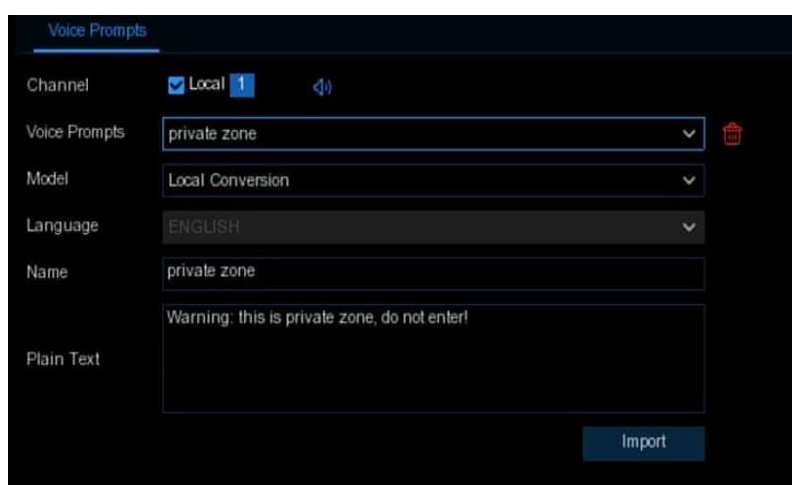 Voice Prompts
Channel Local 1
Voice Prompts private zone
Model Local Conversion
Language ENGLISH
Name private zone
Warning: this is private zone, do not enter!
Plain Text
Import